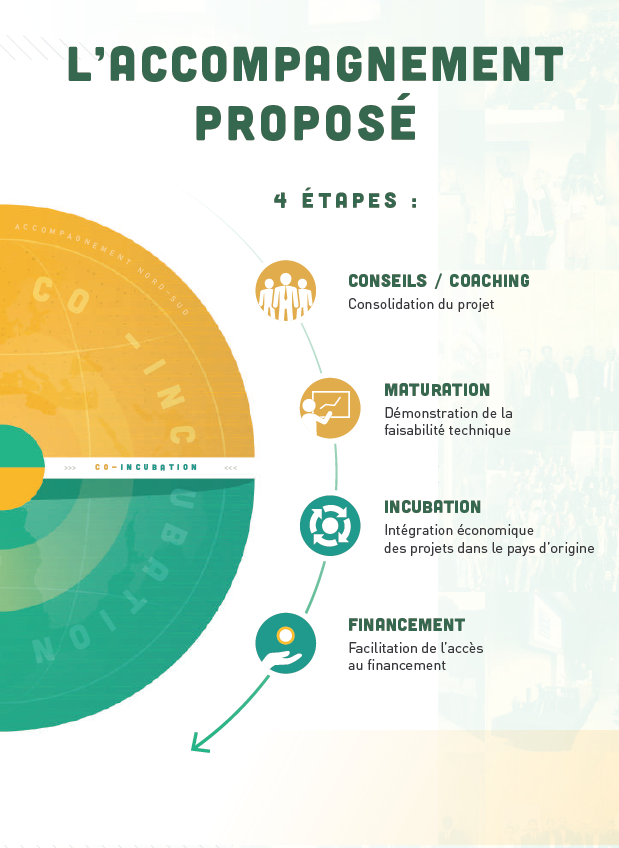 L'ACCOMPAGNEMENT
PROPOSÉ
4 ÉTAPES :
ACCOMPAGNEMENT NORD-SUD
CO-INCUBATION
CONSEILS / COACHING
Consolidation du projet
MATURATION
Démonstration de la
faisabilité technique
>>> CO-INCUBATION <<<
INCUBATION
Intégration économique
des projets dans le pays d'origine
FINANCEMENT
Facilitation de l'accès
au financement